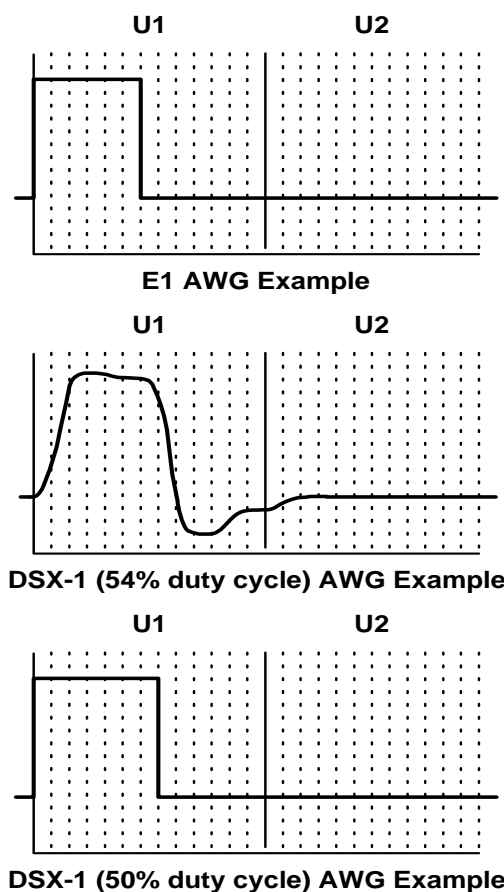 U1 U2
E1 AWG Example
U1 U2
DSX-1 (54% duty cycle) AWG Example
U1 U2
DSX-1 (50% duty cycle) AWG Example